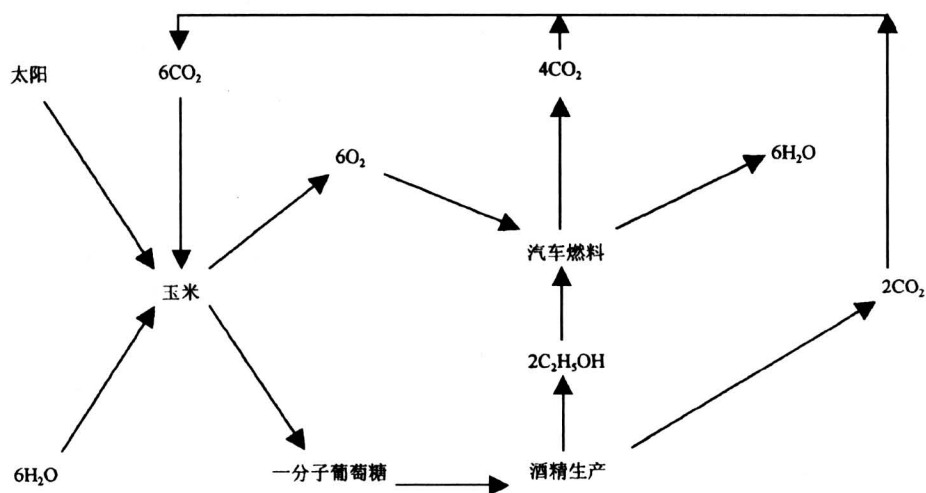 太阳
6CO₂
4CO₂
6O₂
6H₂O
汽车燃料
玉米
2CO₂
2C₂H₅OH
6H₂O
一分子葡萄糖
酒精生产